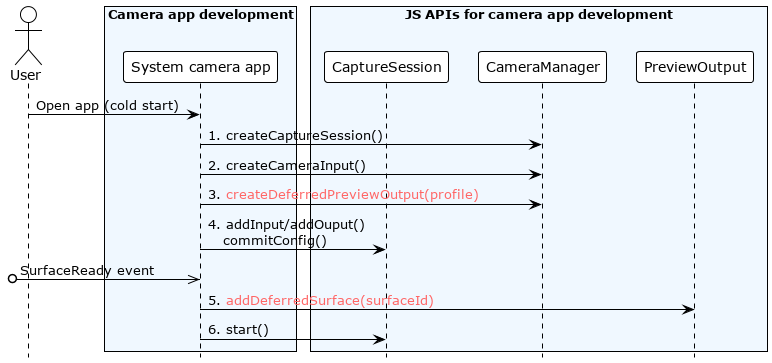 Camera app development
JS APIs for camera app development
User
System camera app
CaptureSession
CameraManager
PreviewOutput
Open app (cold start)
1. createCaptureSession()
2. createCameraInput()
3. createDeferredPreviewOutput(profile)
4. addInput/addOuput()
commitConfig()
SurfaceReady event
5. addDeferredSurface(surfaceId)
6. start()